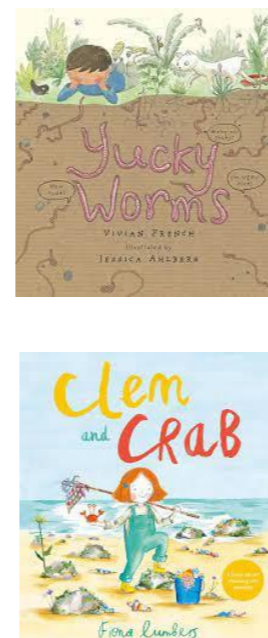 Yucky
Worms
VIVIAN FRENCH
illustrated by
JESSICA AHLBERG
Clem
and CRAB
Fiona Lumbers